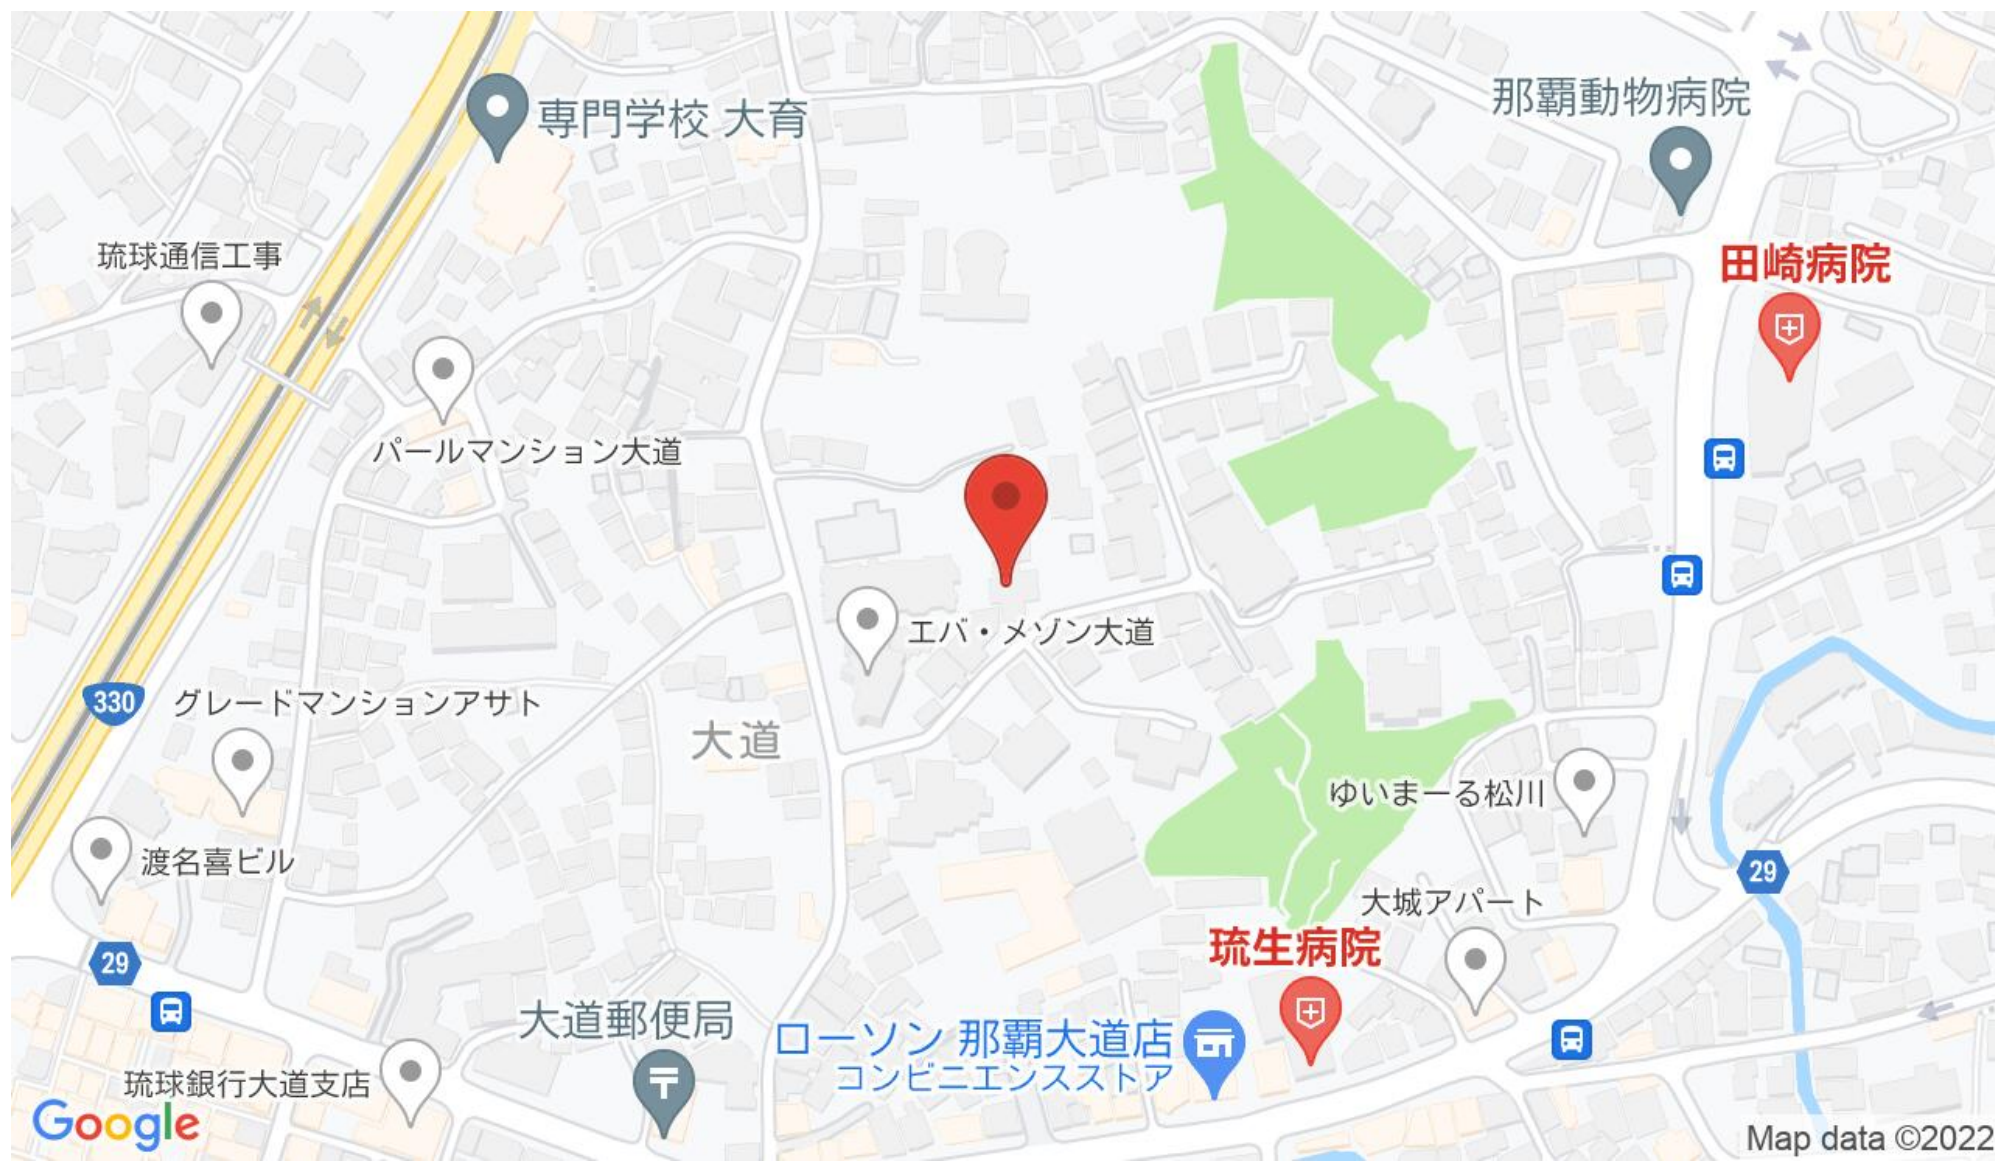 専門学校 大育
那覇動物病院
琉球通信工事
田崎病院
パールマンション大道
エバ・メゾン大道
330
グレードマンションアサト
大道
ゆいまーる松川
渡名喜ビル
29
大城アパート
琉生病院
29
大道郵便局
ローソン 那覇大道店
コンビニエンスストア
琉球銀行大道支店
Google
Map data ©2022